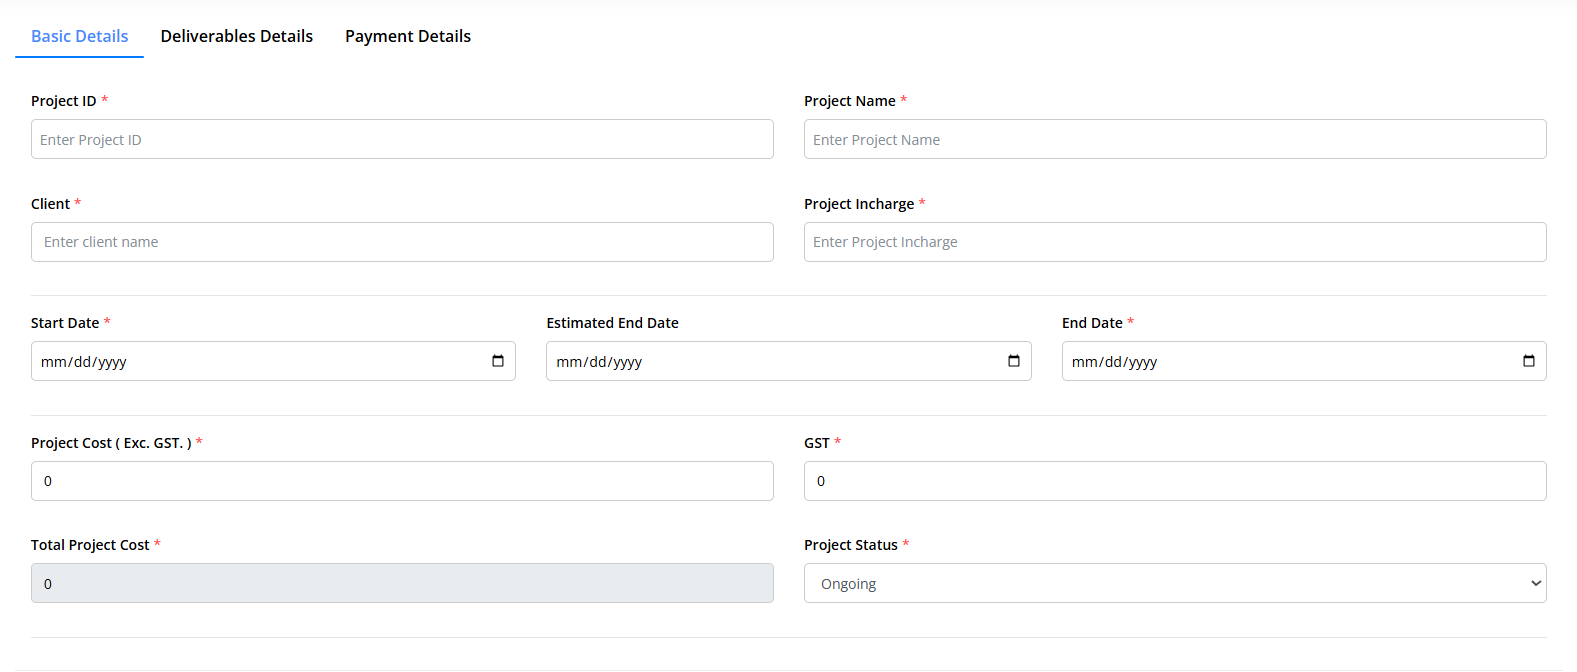 Basic Details Deliverables Details Payment Details
Project ID * Project Name *
Enter Project ID Enter Project Name
Client * Project Incharge *
Enter client name Enter Project Incharge
Start Date * Estimated End Date End Date *
mm/dd/yyyy mm/dd/yyyy mm/dd/yyyy
Project Cost ( Exc. GST. ) * GST *
0 0
Total Project Cost * Project Status *
0 Ongoing